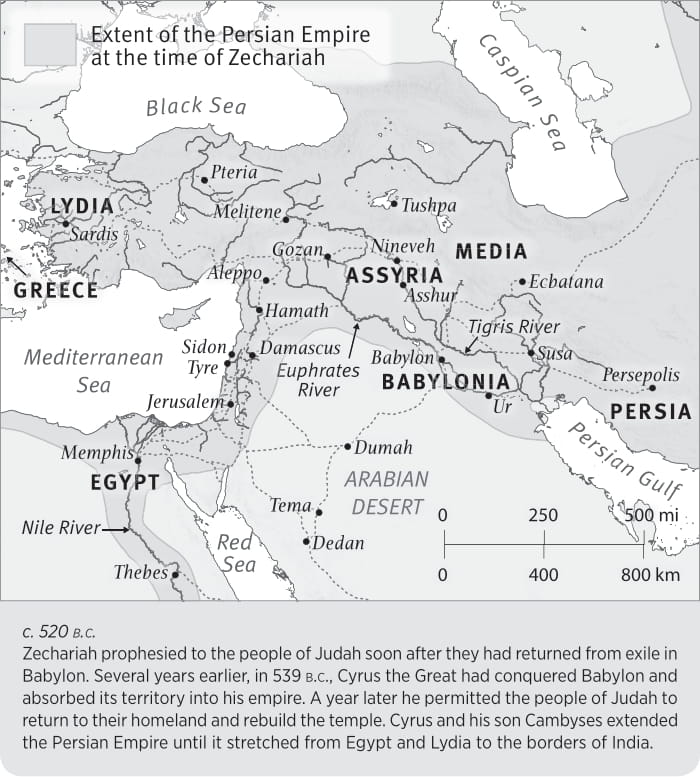 Extent of the Persian Empire
at the time of Zechariah
Black Sea
Caspian Sea
Pteria
LYDIA
Sardis
Melitene
Tushpa
GREECE
Gozan
Nineveh
MEDIA
Aleppo
ASSYRIA
Asshur
Ecbatana
Hamath
Tigris River
Mediterranean
Sea
Sidon
Tyre
Damascus
Euphrates
River
Babylon
Susa
BABYLONIA
Persepolis
Jerusalem
Ur
PERSIA
Persian Gulf
Memphis
EGYPT
Dumah
ARABIAN
DESERT
Tema
Nile River
Red
Sea
Dedan
Thebes
0 250 500 mi
0 400 800 km
c. 520 B.C.
Zechariah prophesied to the people of Judah soon after they had returned from exile in
Babylon. Several years earlier, in 539 B.C., Cyrus the Great had conquered Babylon and
absorbed its territory into his empire. A year later he permitted the people of Judah to
return to their homeland and rebuild the temple. Cyrus and his son Cambyses extended
the Persian Empire until it stretched from Egypt and Lydia to the borders of India.